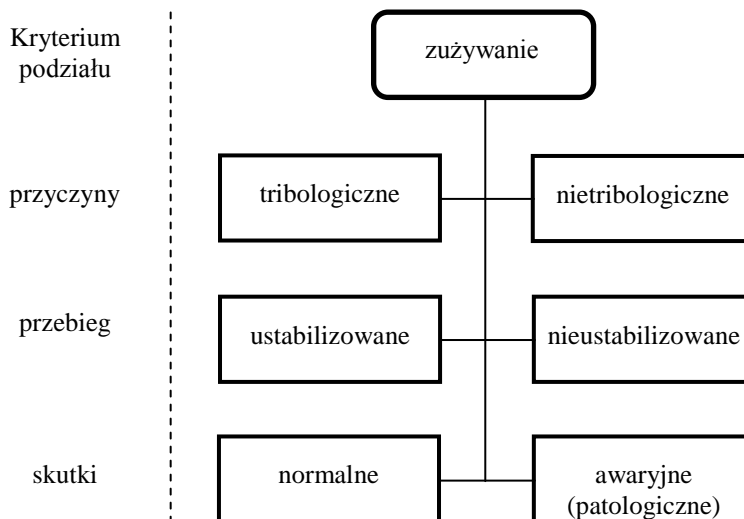 Kryterium
podziału
zużywanie
przyczyny
tribologiczne
nietribologiczne
przebieg
ustabilizowane
nieustabilizowane
skutki
normalne
awaryjne
(patologiczne)